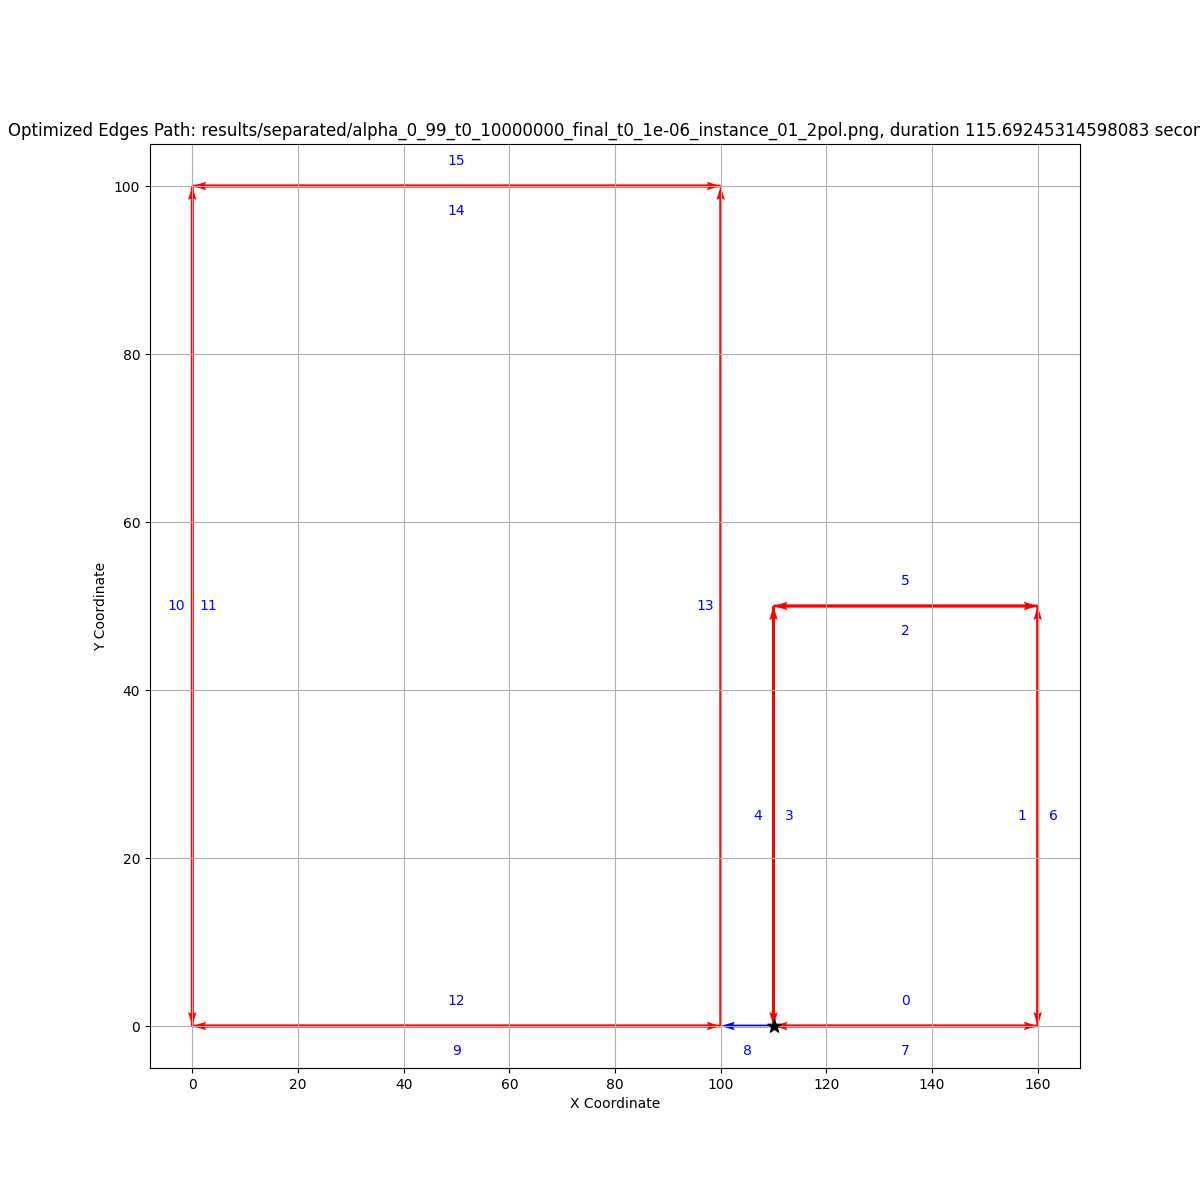 Optimized Edges Path: results/separated/alpha_0_99_t0_10000000_final_t0_1e-06_instance_01_2pol.png, duration 115.69245314598083 secor
15
100
14
80
60
5
10 11 13
2
Y Coordinate
40
20
4 3 1 6
12 0
0
9 8 7
0 20 40 60 80 100 120 140 160
X Coordinate